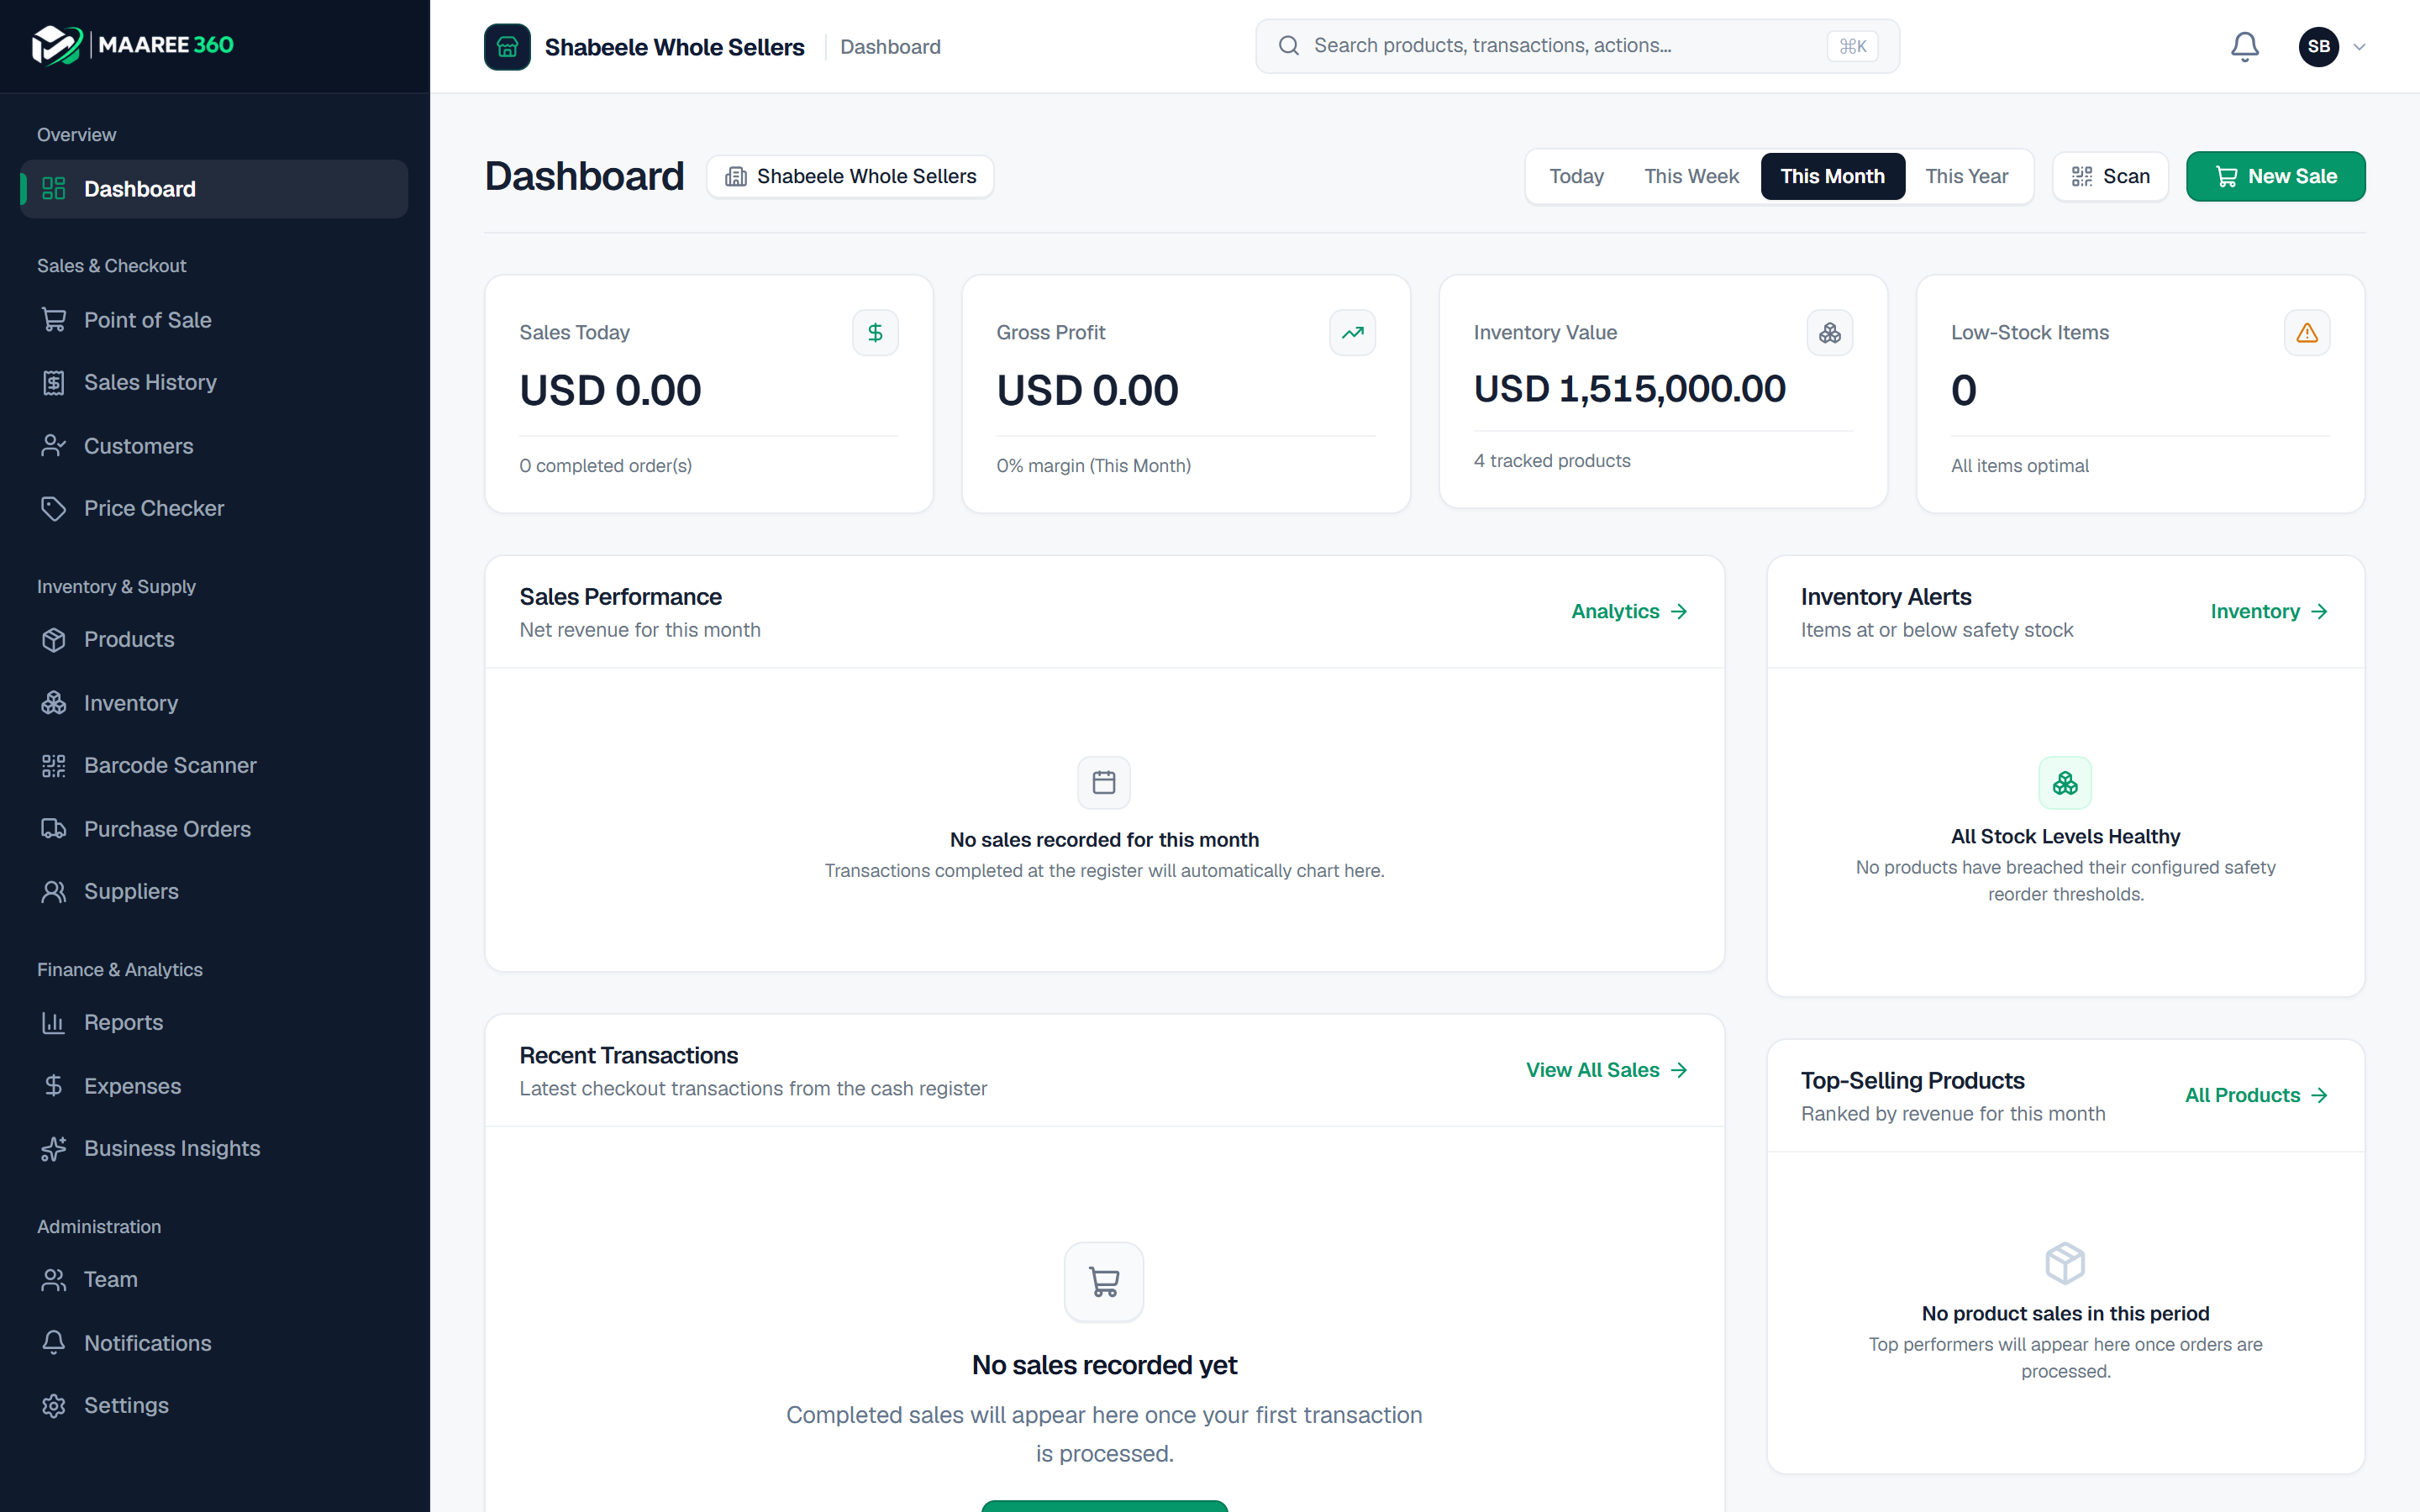 MAAREE 360
Overview
Dashboard
Sales & Checkout
Point of Sale
Sales History
Customers
Price Checker
Inventory & Supply
Products
Inventory
Barcode Scanner
Purchase Orders
Suppliers
Finance & Analytics
Reports
Expenses
Business Insights
Administration
Team
Notifications
Settings
Shabeele Whole Sellers
Dashboard
Search products, transactions, actions...
⌘K
SB
Dashboard
Shabeele Whole Sellers
Today
This Week
This Month
This Year
Scan
New Sale
Sales Today
USD 0.00
0 completed order(s)
Gross Profit
USD 0.00
0% margin (This Month)
Inventory Value
USD 1,515,000.00
4 tracked products
Low-Stock Items
0
All items optimal
Sales Performance
Net revenue for this month
Analytics
No sales recorded for this month
Transactions completed at the register will automatically chart here.
Inventory Alerts
Items at or below safety stock
Inventory
All Stock Levels Healthy
No products have breached their configured safety
reorder thresholds.
Recent Transactions
Latest checkout transactions from the cash register
View All Sales
No sales recorded yet
Completed sales will appear here once your first transaction
is processed.
Top-Selling Products
Ranked by revenue for this month
All Products
No product sales in this period
Top performers will appear here once orders are
processed.